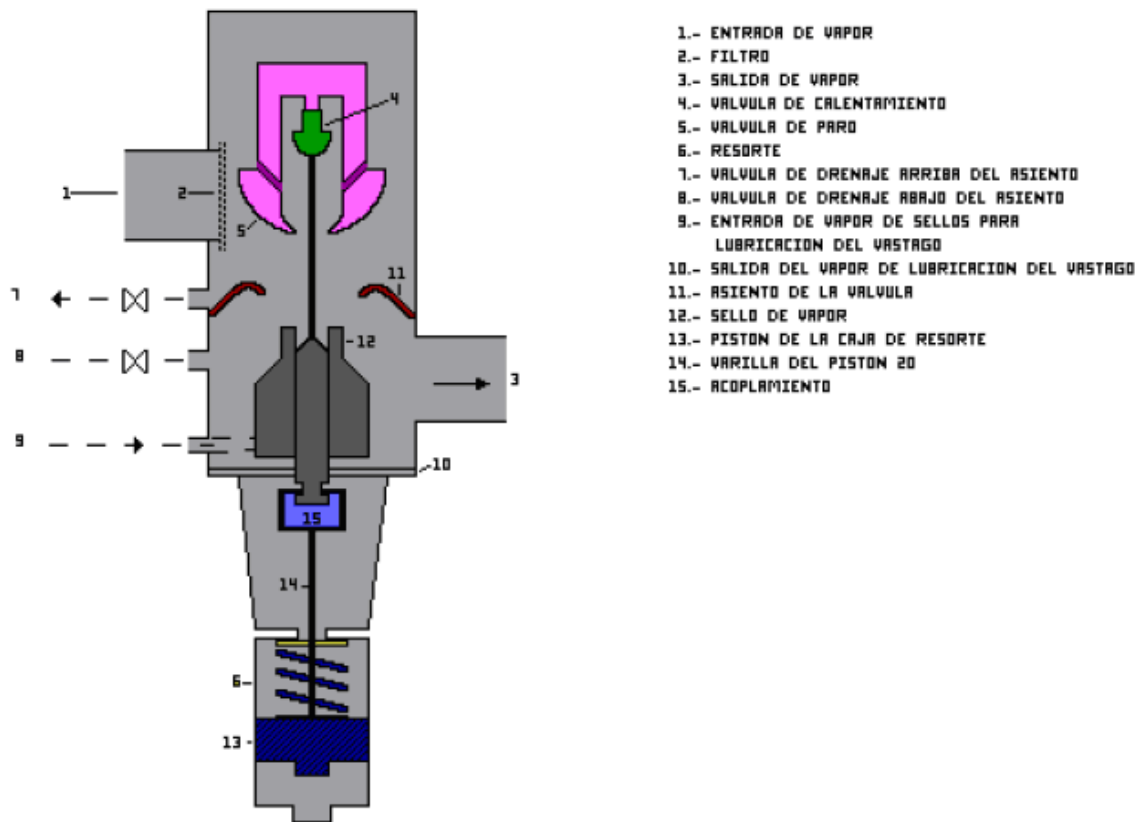 1.- ENTRADA DE VAPOR
2.- FILTRO
3.- SALIDA DE VAPOR
4.- VALVULA DE CALENTAMIENTO
5.- VALVULA DE PARO
6.- RESORTE
7.- VALVULA DE DRENAJE ARRIBA DEL ASIENTO
8.- VALVULA DE DRENAJE ABAJO DEL ASIENTO
9.- ENTRADA DE VAPOR DE SELLOS PARA
LUBRICACION DEL VASTAGO
10.- SALIDA DEL VAPOR DE LUBRICACION DEL VASTAGO
11.- ASIENTO DE LA VALVULA
12.- SELLO DE VAPOR
13.- PISTON DE LA CAJA DE RESORTE
14.- VARILLA DEL PISTON 20
15.- ACOPLAMIENTO
4
1
2
5
11
7
12
8
3
9
10
15
14
6
13